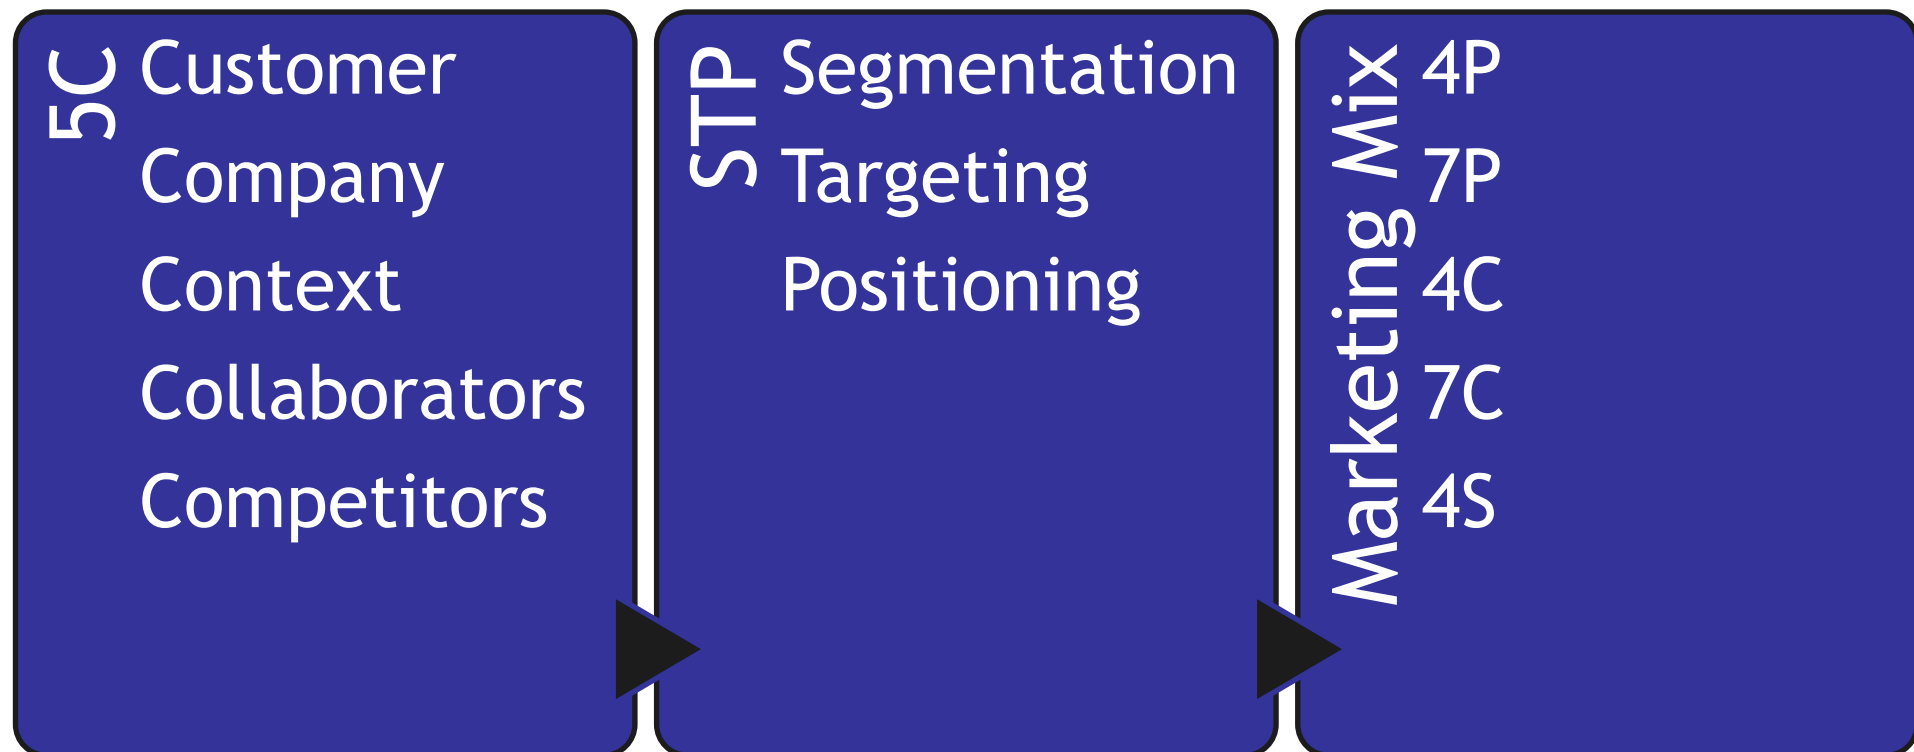 5C
Customer
Company
Context
Collaborators
Competitors
STP
Segmentation
Targeting
Positioning
Marketing Mix
4P
7P
4C
7C
4S